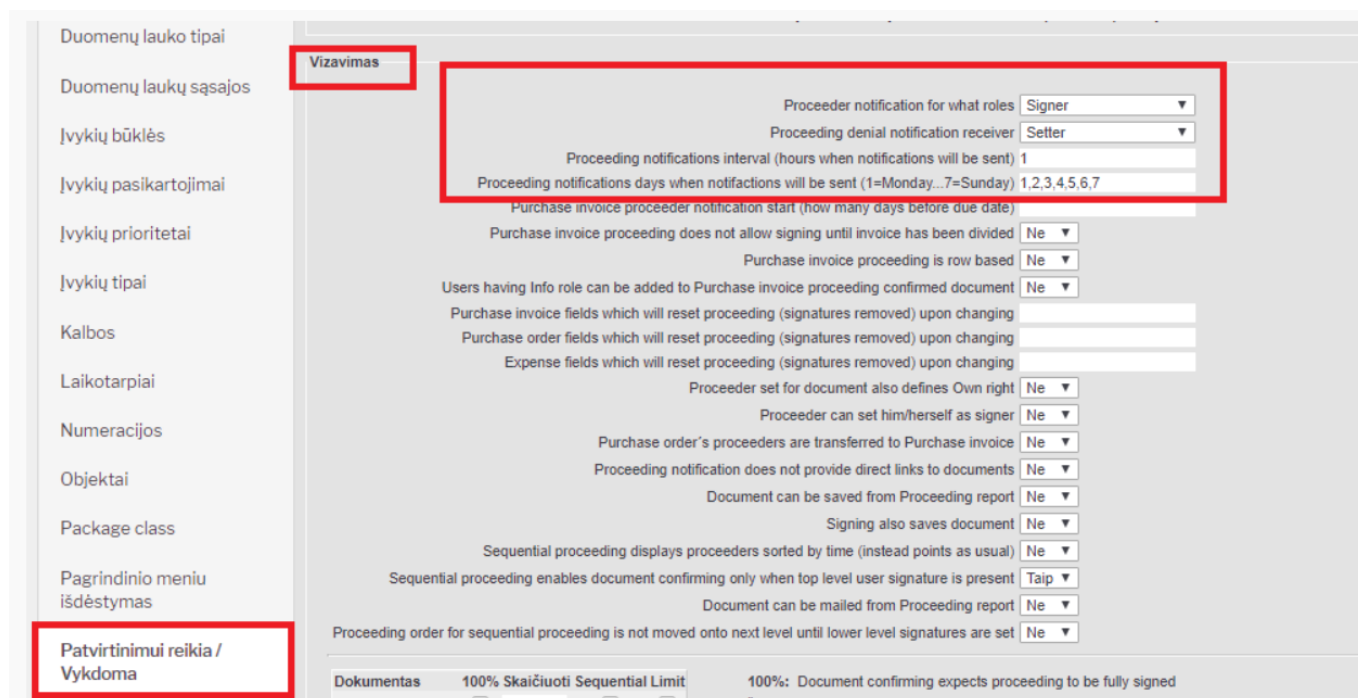 Duomenų lauko tipai
Duomenų laukų sąsajos
Įvykių būklės
Įvykių pasikartojimai
Įvykių prioritetai
Įvykių tipai
Kalbos
Laikotarpiai
Numeracijos
Objektai
Package class
Pagrindinio meniu
išdėstymas
Patvirtinimui reikia /
Vykdoma
Vizavimas
Proceeder notification for what roles Signer
Proceeding denial notification receiver Setter
Proceeding notifications interval (hours when notifications will be sent) 1
Proceeding notifications days when notifactions will be sent (1=Monday...7=Sunday) 1,2,3,4,5,6,7
Purchase invoice proceeder notification start (how many days before due date)
Purchase invoice proceeding does not allow signing until invoice has been divided Ne
Purchase invoice proceeding is row based Ne
Users having Info role can be added to Purchase invoice proceeding confirmed document Ne
Purchase invoice fields which will reset proceeding (signatures removed) upon changing
Purchase order fields which will reset proceeding (signatures removed) upon changing
Expense fields which will reset proceeding (signatures removed) upon changing
Proceeder set for document also defines Own right Ne
Proceeder can set him/herself as signer Ne
Purchase order´s proceeders are transferred to Purchase invoice Ne
Proceeding notification does not provide direct links to documents Ne
Document can be saved from Proceeding report Ne
Signing also saves document Ne
Sequential proceeding displays proceeders sorted by time (instead points as usual) Ne
Sequential proceeding enables document confirming only when top level user signature is present Taip
Document can be mailed from Proceeding report Ne
Proceeding order for sequential proceeding is not moved onto next level until lower level signatures are set Ne
Dokumentas 100% Skaičiuoti Sequential Limit
100%: Document confirming expects proceeding to be fully signed